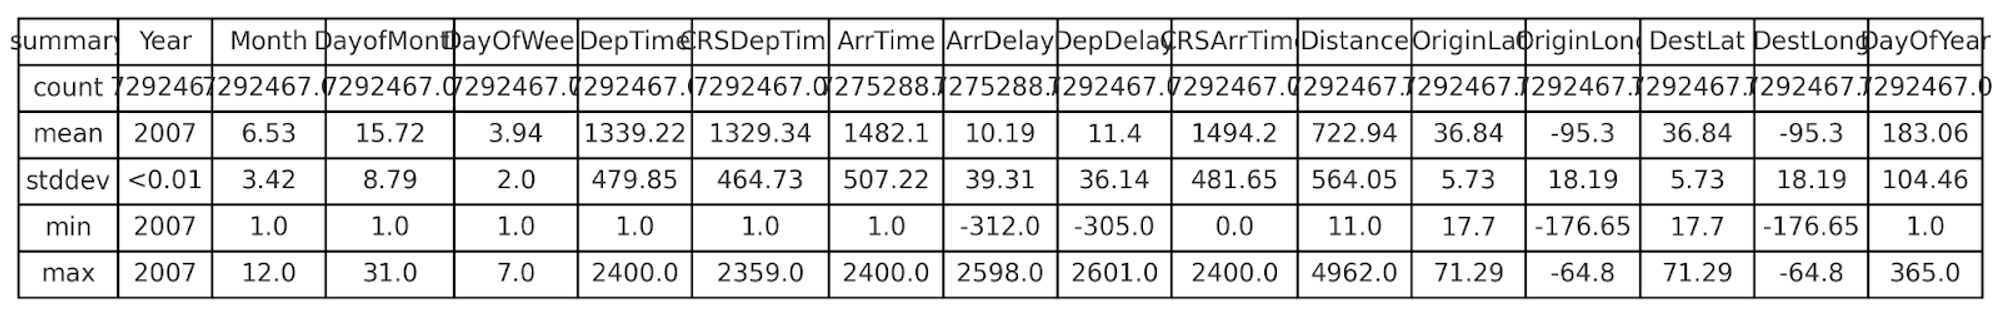 summary Year Month DayofMont DayOfWee DepTime CRSDepTim ArrTime ArrDelay DepDelay CRSArrTim Distance OriginLat OriginLong DestLat DestLong DayOfYear
count 7292467 7292467.0 7292467.0 7292467.0 7292467.0 7292467.0 7275288. 7275288. 7292467.0 7292467.0 7292467. 7292467. 7292467. 7292467. 7292467. 7292467.0
mean 2007 6.53 15.72 3.94 1339.22 1329.34 1482.1 10.19 11.4 1494.2 722.94 36.84 -95.3 36.84 -95.3 183.06
stddev <0.01 3.42 8.79 2.0 479.85 464.73 507.22 39.31 36.14 481.65 564.05 5.73 18.19 5.73 18.19 104.46
min 2007 1.0 1.0 1.0 1.0 1.0 1.0 -312.0 -305.0 0.0 11.0 17.7 -176.65 17.7 -176.65 1.0
max 2007 12.0 31.0 7.0 2400.0 2359.0 2400.0 2598.0 2601.0 2400.0 4962.0 71.29 -64.8 71.29 -64.8 365.0